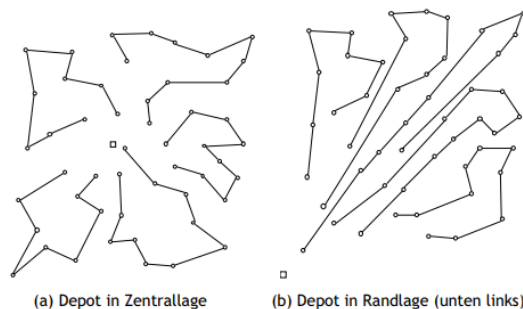 (a) Depot in Zentrallage
(b) Depot in Randlage (unten links)